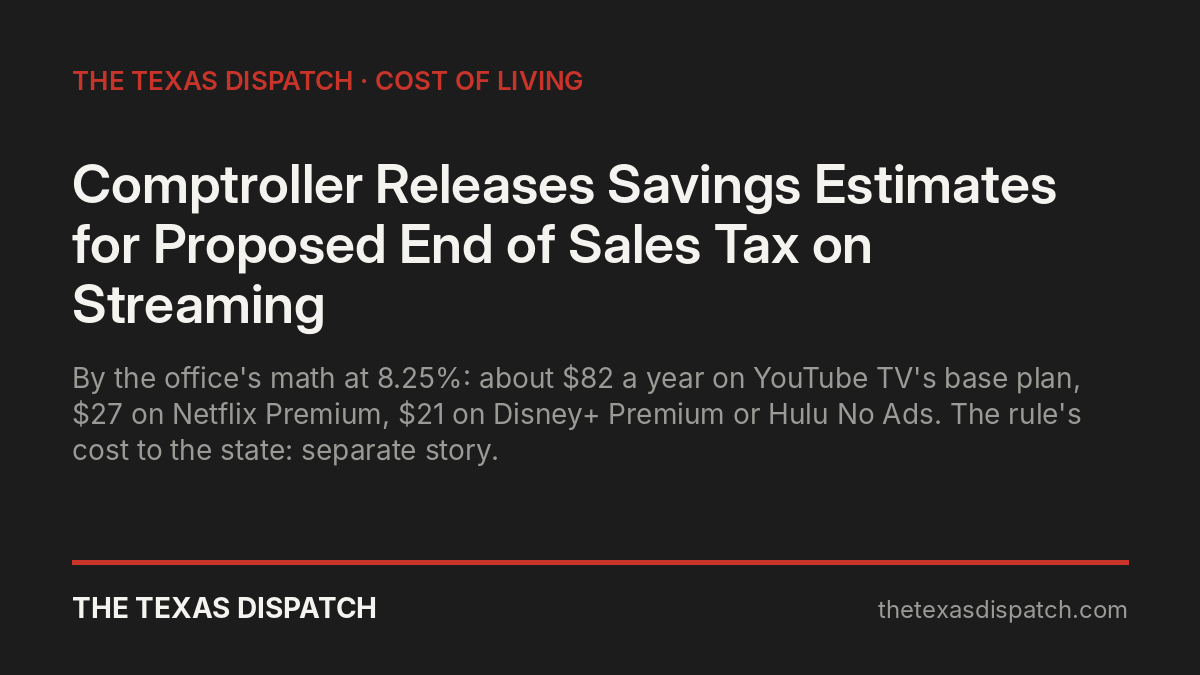 THE TEXAS DISPATCH · COST OF LIVING
Comptroller Releases Savings Estimates
for Proposed End of Sales Tax on
Streaming
By the office's math at 8.25%: about $82 a year on YouTube TV's base plan,
$27 on Netflix Premium, $21 on Disney+ Premium or Hulu No Ads. The rule's
cost to the state: separate story.
THE TEXAS DISPATCH
thetexasdispatch.com